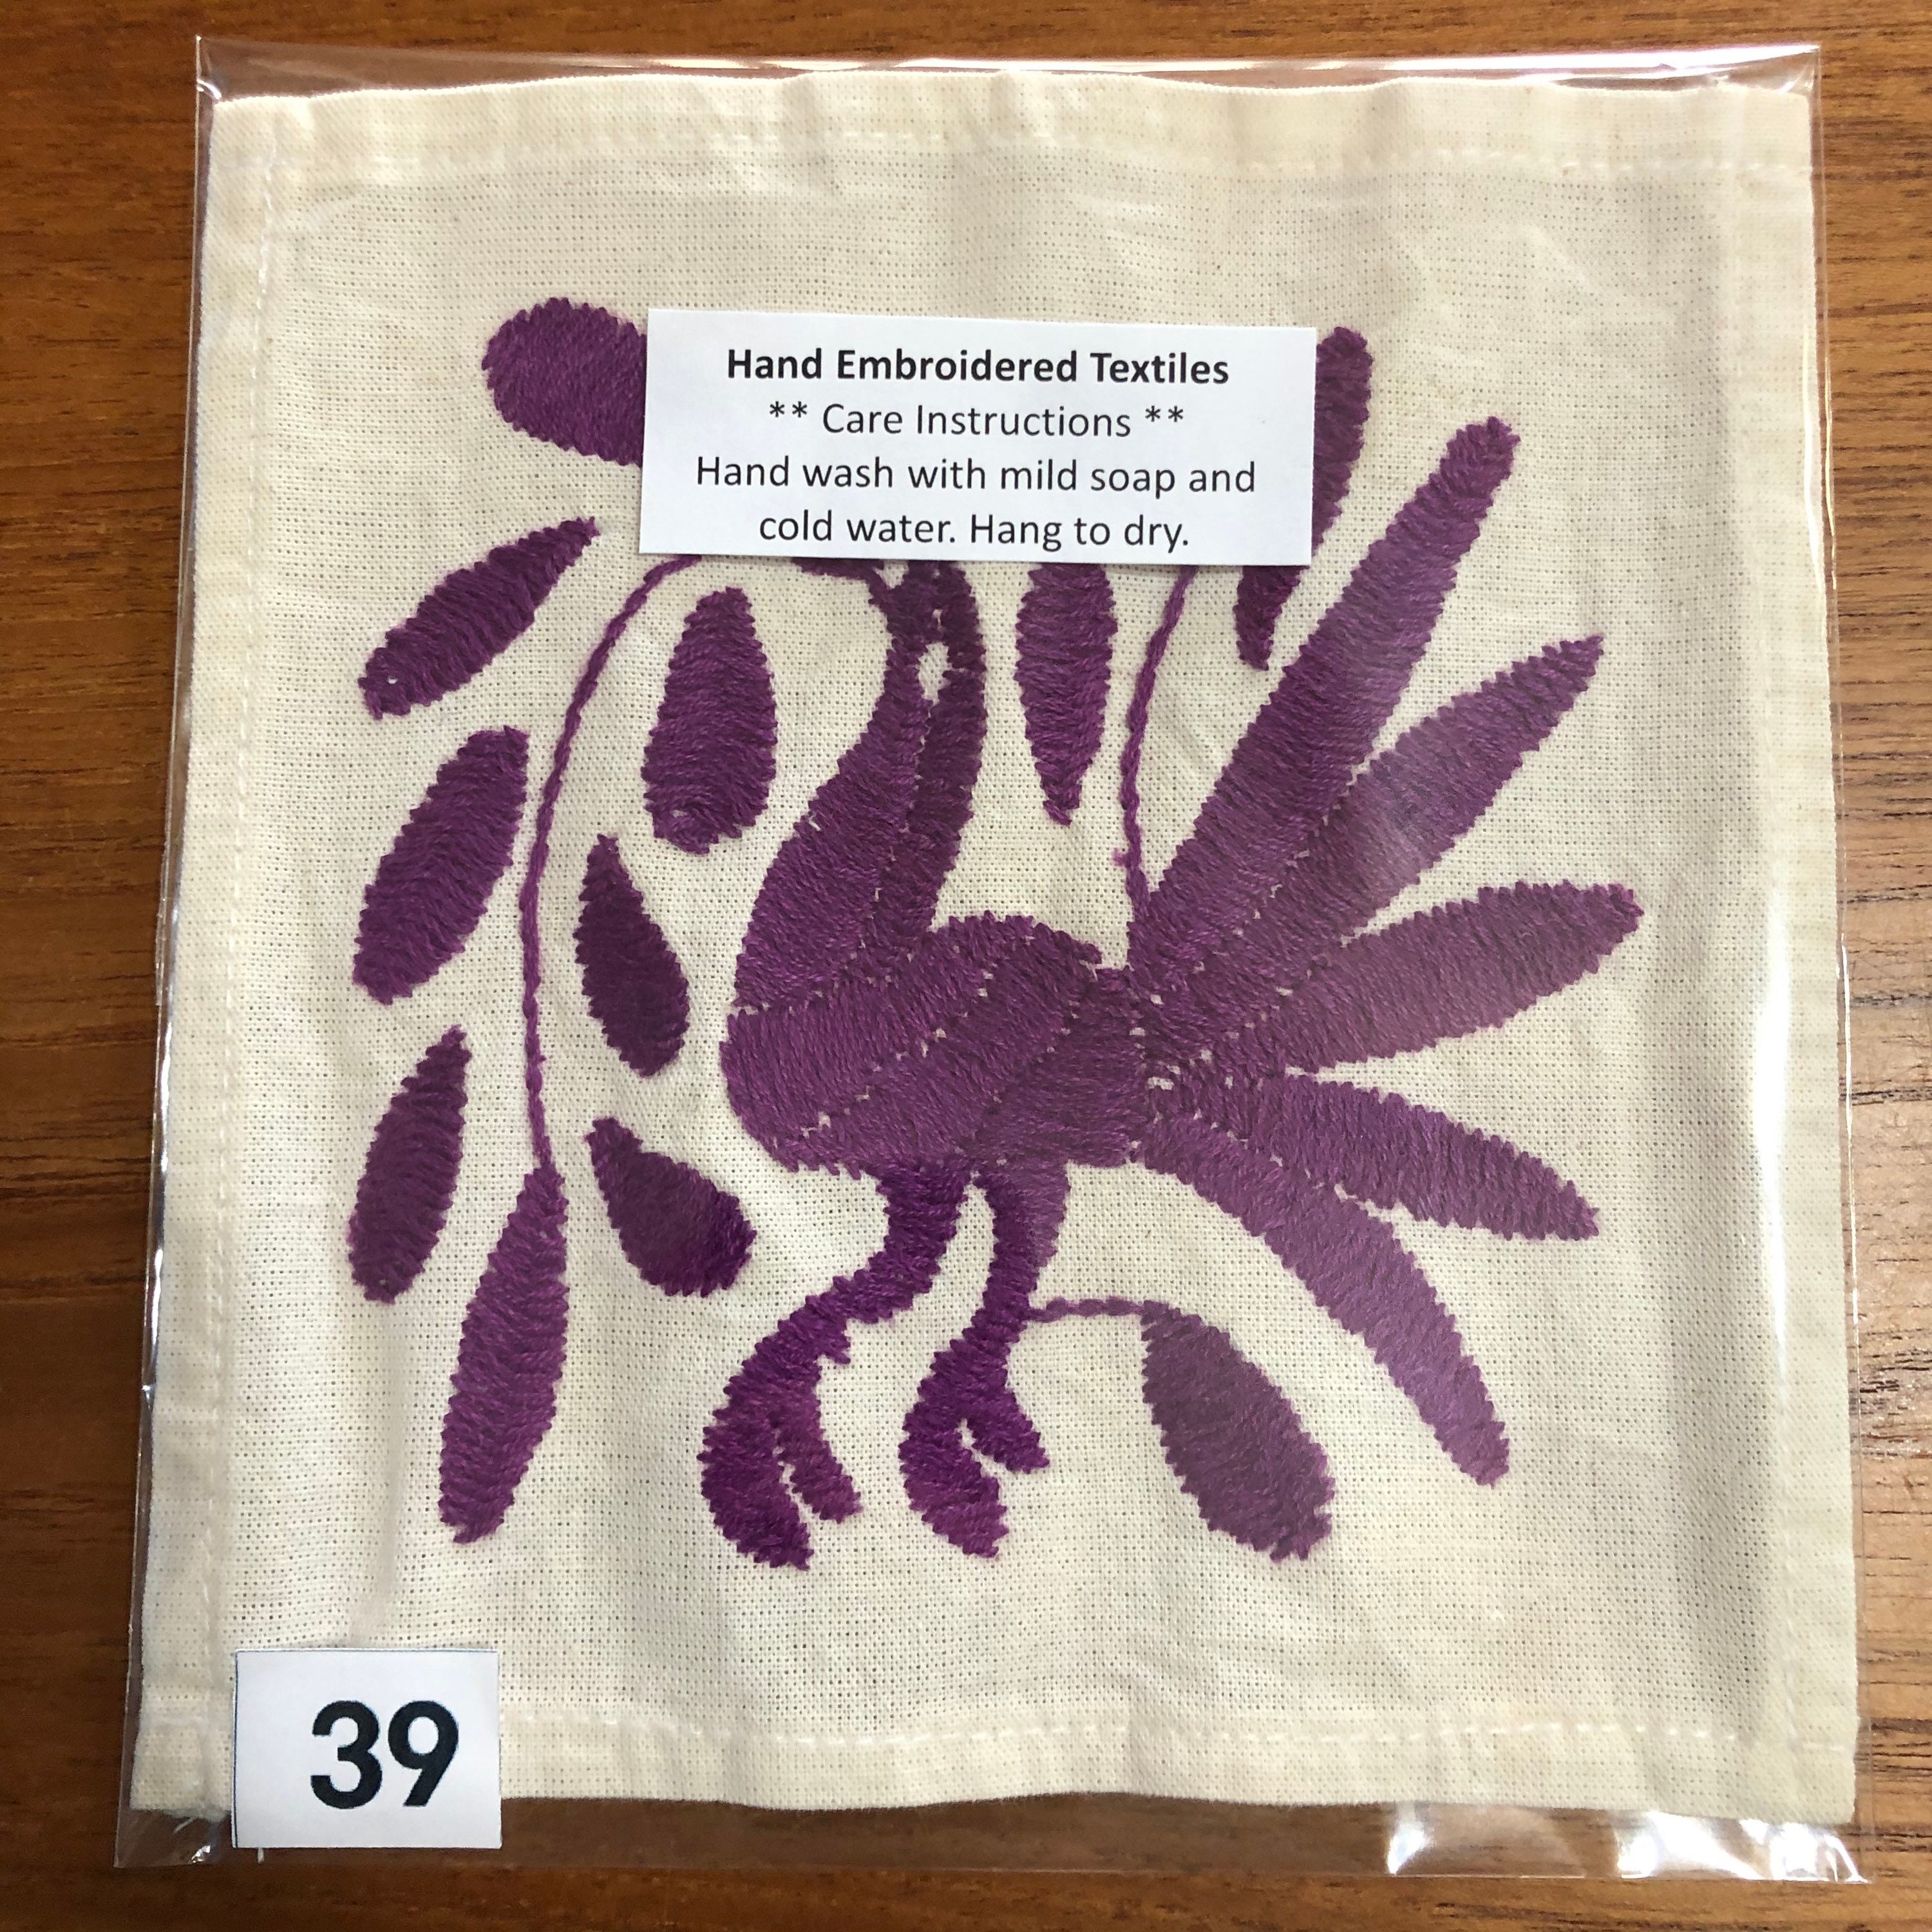 Hand Embroidered Textiles
** Care Instructions **
Hand wash with mild soap and
cold water. Hang to dry.
39